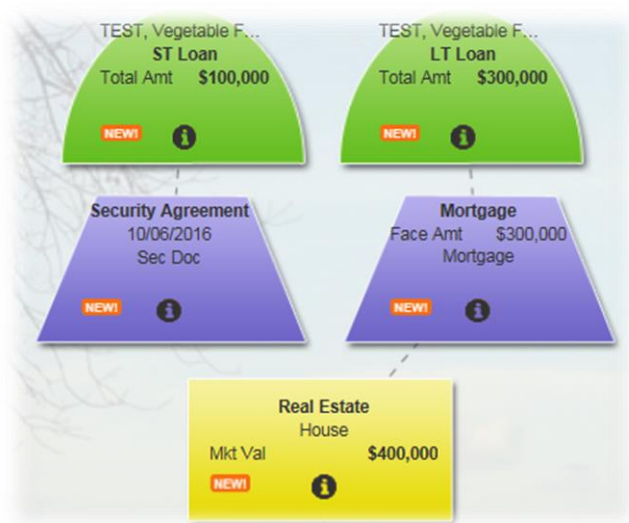 TEST, Vegetable F...
ST Loan
Total Amt $100,000
NEW!
TEST, Vegetable F...
LT Loan
Total Amt $300,000
NEW!
Security Agreement
10/06/2016
Sec Doc
NEW!
Mortgage
Face Amt $300,000
Mortgage
NEW!
Real Estate
House
Mkt Val $400,000
NEW!